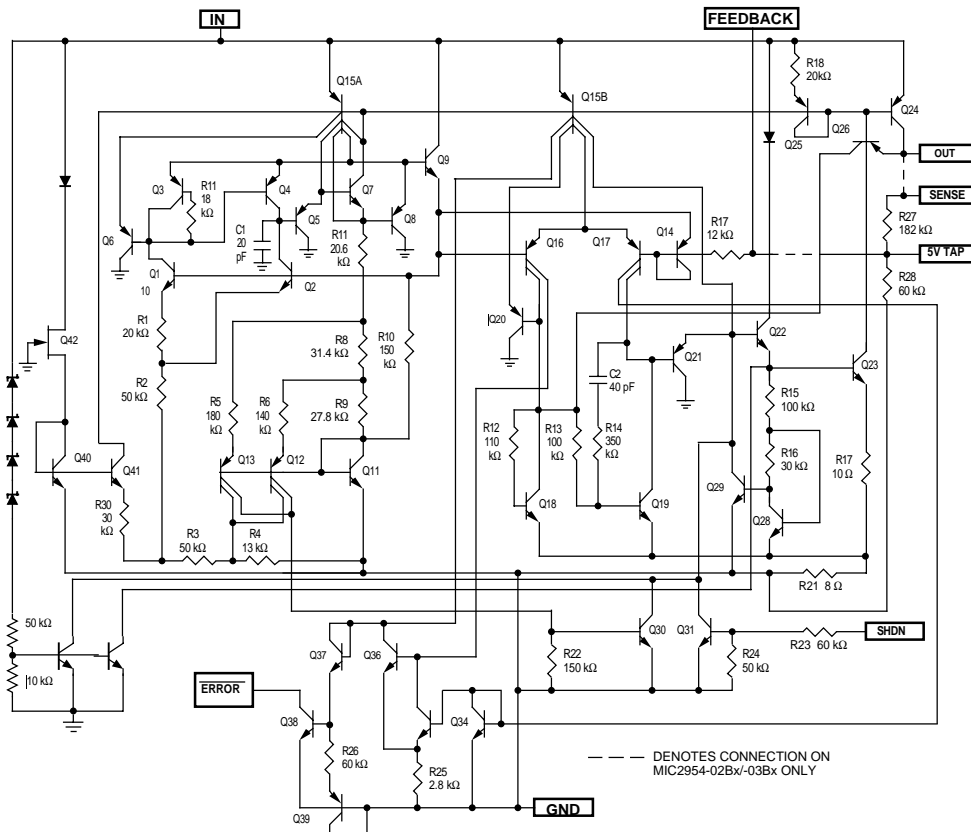 IN
FEEDBACK
Q15A
Q15B
R18
20kΩ
Q24
Q25
Q26
OUT
SENSE
Q9
Q3
R11
18
kΩ
Q4
Q7
Q5
Q8
C1
20
pF
R11
20.6
kΩ
Q6
Q1
10
Q2
Q16
Q17
Q14
R17
12 kΩ
R27
182 kΩ
5V TAP
R28
60 kΩ
Q20
Q21
Q22
Q23
Q42
R1
20 kΩ
R2
50 kΩ
R8
31.4 kΩ
R10
150
kΩ
R9
27.8 kΩ
R5
180
kΩ
R6
140
kΩ
C2
40 pF
R15
100 kΩ
R12
110
kΩ
R13
100
kΩ
R14
350
kΩ
R16
30 kΩ
R17
10 Ω
Q40
Q41
Q13
Q12
Q11
Q18
Q19
Q29
Q28
R30
30
kΩ
R3
50 kΩ
R4
13 kΩ
R21 8 Ω
50 kΩ
10 kΩ
Q37
Q36
Q30
Q31
R22
150 kΩ
R24
50 kΩ
R23 60 kΩ
SHDN
ERROR
Q38
Q34
R26
60 kΩ
R25
2.8 kΩ
Q39
GND
DENOTES CONNECTION ON
MIC2954-02Bx/-03Bx ONLY